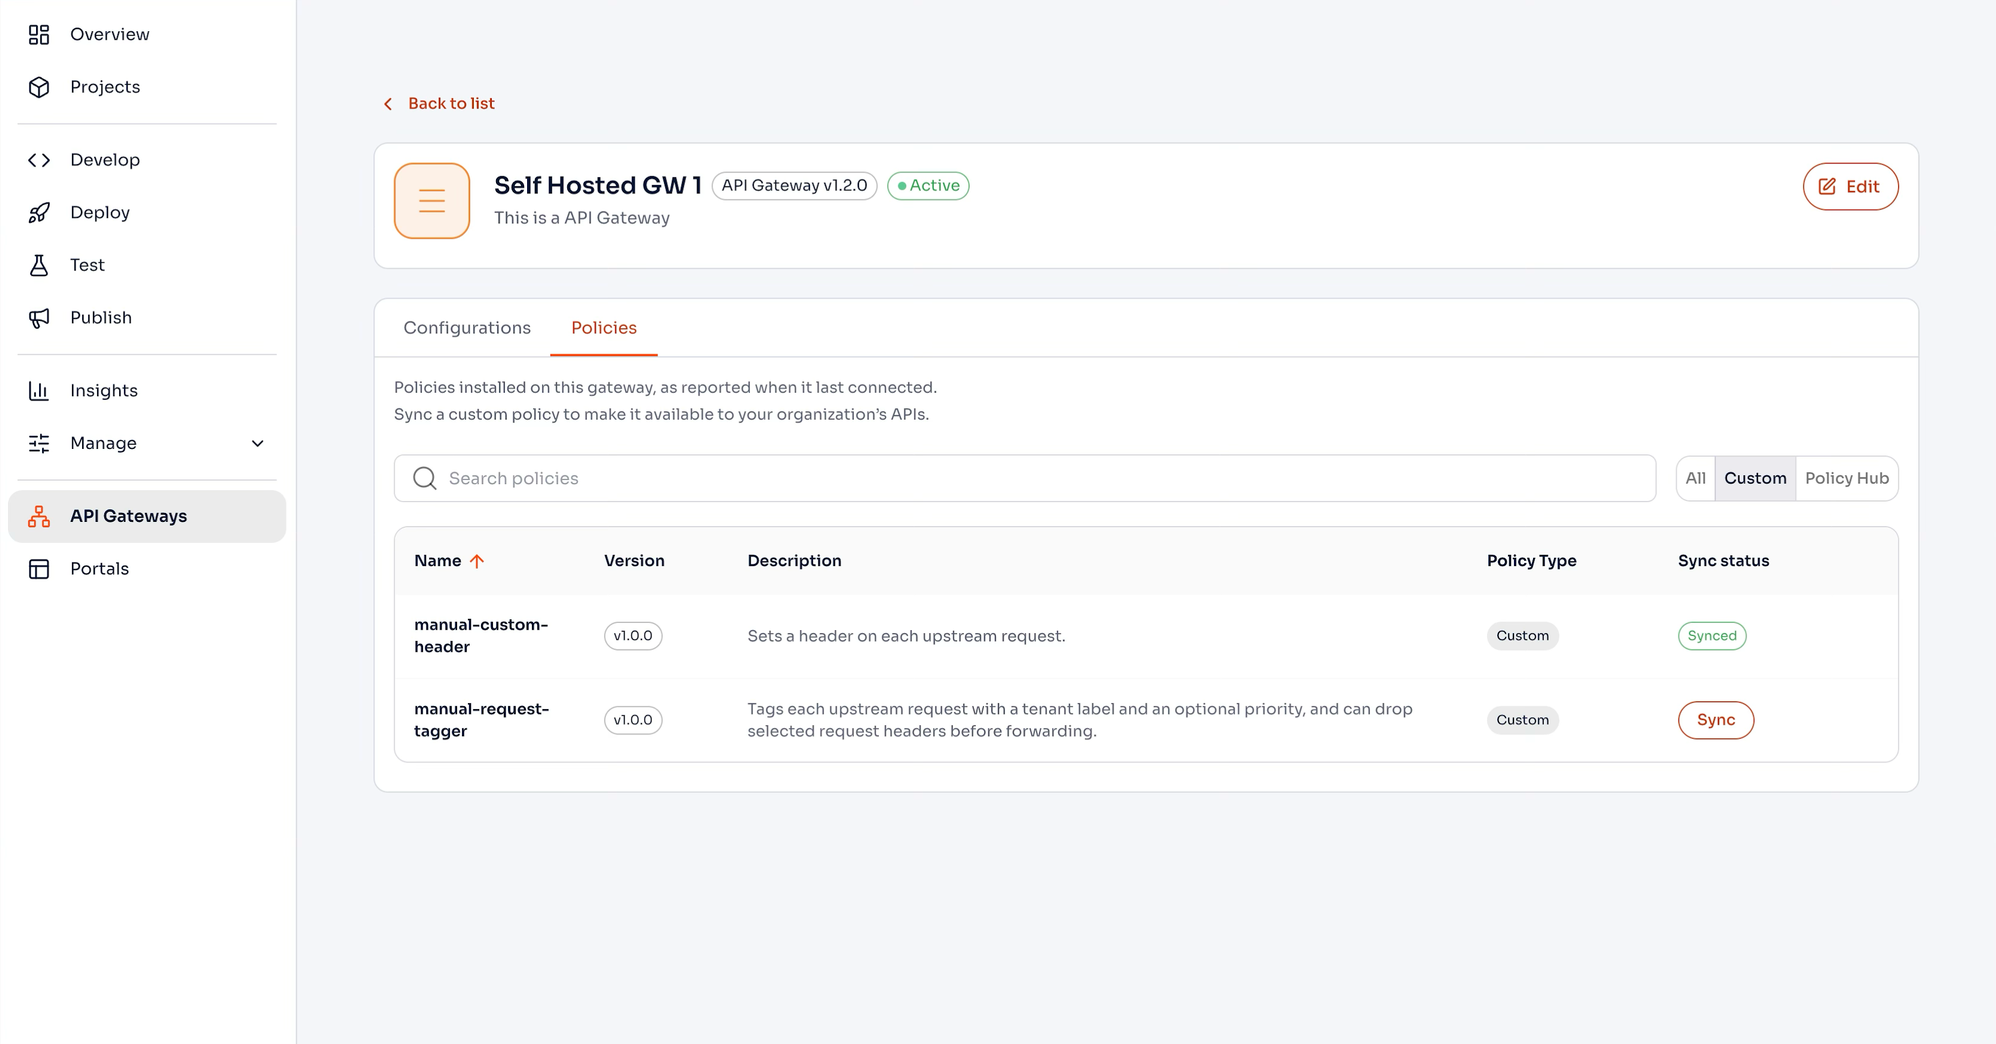 Overview
Projects
Develop
Deploy
Test
Publish
Insights
Manage
API Gateways
Portals
Back to list
Self Hosted GW 1
API Gateway v1.2.0
Active
This is a API Gateway
Edit
Configurations
Policies
Policies installed on this gateway, as reported when it last connected.
Sync a custom policy to make it available to your organization’s APIs.
Search policies
All
Custom
Policy Hub
Name
Version
Description
Policy Type
Sync status
manual-custom-
header
v1.0.0
Sets a header on each upstream request.
Custom
Synced
manual-request-
tagger
v1.0.0
Tags each upstream request with a tenant label and an optional priority, and can drop
selected request headers before forwarding.
Custom
Sync